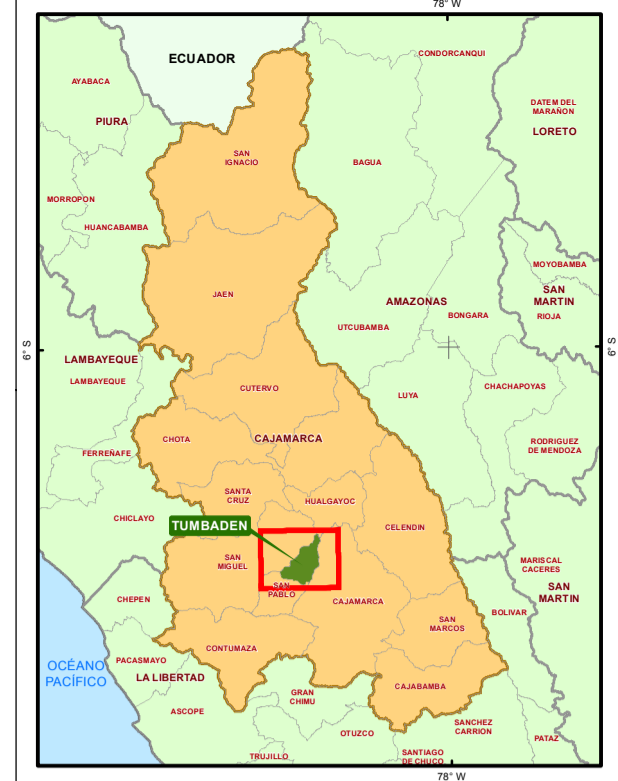 78° W
ECUADOR
CONDORCANQUI
AYABACA
DATEM DEL
MARAÑON
PIURA
LORETO
SAN
IGNACIO
BAGUA
MORROPON
HUANCABAMBA
MOYOBAMBA
JAEN
AMAZONAS
SAN
MARTIN
BONGARA
RIOJA
UTCUBAMBA
6° S
6° S
LAMBAYEQUE
LAMBAYEQUE
CUTERVO
LUYA
CHACHAPOYAS
CHOTA
CAJAMARCA
FERREÑAFE
RODRIGUEZ
DE MENDOZA
SANTA
CRUZ
HUALGAYOC
CHICLAYO
TUMBADEN
CELENDIN
SAN
MIGUEL
MARISCAL
CACERES
SAN
PABLO
SAN
MARTIN
CHEPEN
CAJAMARCA
BOLIVAR
SAN
MARCOS
CONTUMAZA
OCÉANO
PACÍFICO
PACASMAYO
LA LIBERTAD
CAJABAMBA
GRAN
CHIMU
ASCOPE
SANCHEZ
CARRION
OTUZCO
PATAZ
TRUJILLO
SANTIAGO
DE CHUCO
78° W